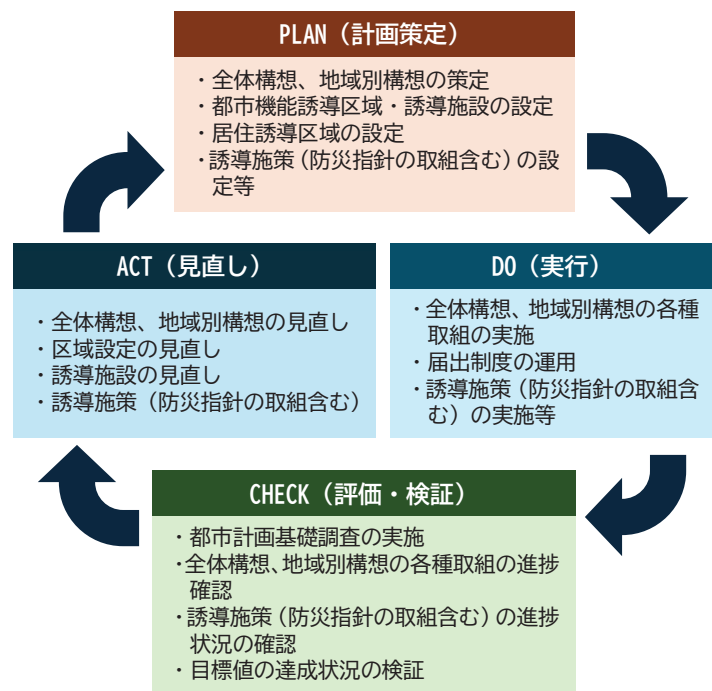 PLAN（計画策定）
・全体構想、地域別構想の策定
・都市機能誘導区域・誘導施設の設定
・居住誘導区域の設定
・誘導施策（防災指針の取組含む）の設
定等
DO（実行）
・全体構想、地域別構想の各種
取組の実施
・届出制度の運用
・誘導施策（防災指針の取組含
む）の実施等
CHECK（評価・検証）
・都市計画基礎調査の実施
・全体構想、地域別構想の各種取組の進捗
確認
・誘導施策（防災指針の取組含む）の進捗
状況の確認
・目標値の達成状況の検証
ACT（見直し）
・全体構想、地域別構想の見直し
・区域設定の見直し
・誘導施設の見直し
・誘導施策（防災指針の取組含む）